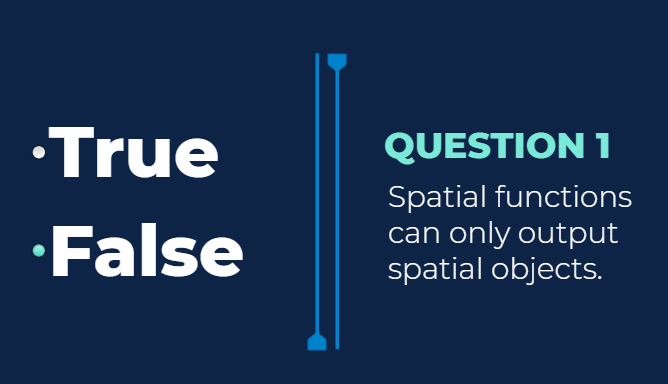 True
False
QUESTION 1
Spatial functions
can only output
spatial objects.